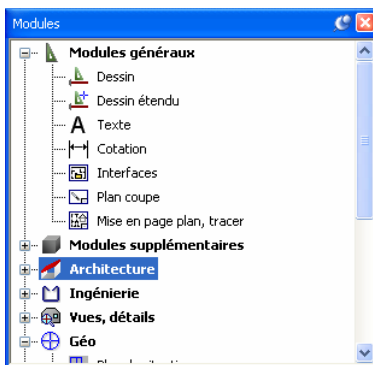 Modules
Modules généraux
Dessin
Dessin étendu
A Texte
Cotation
Interfaces
Plan coupe
Mise en page plan, tracer
Modules supplémentaires
Architecture
Ingénierie
Vues, détails
Géo